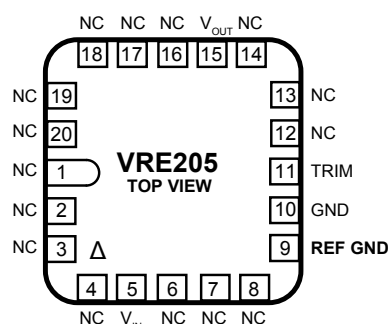 NC NC NC VOUT NC
18 17 16 15 14
NC 19 13 NC
NC 20 12 NC
NC 1 VRE205 11 TRIM
TOP VIEW
NC 2 10 GND
NC 3 Δ 9 REF GND
4 5 6 7 8
NC VIN NC NC NC